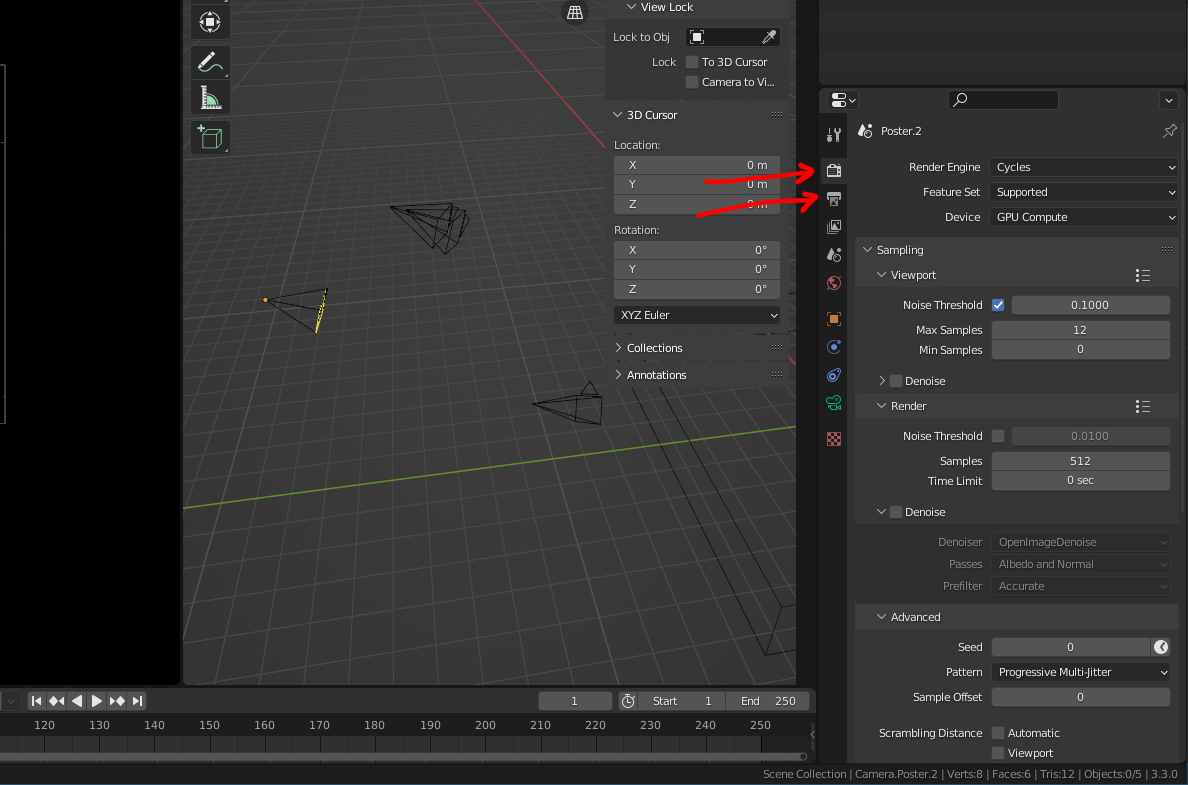 View Lock
Lock to Obj
Lock To 3D Cursor
Camera to Vi...
3D Cursor
Location:
X 0 m
Y 0 m
Z 0 m
Rotation:
X 0°
Y 0°
Z 0°
XYZ Euler
Collections
Annotations
Poster.2
Render Engine Cycles
Feature Set Supported
Device GPU Compute
Sampling
Viewport
Noise Threshold 0.1000
Max Samples 12
Min Samples 0
Denoise
Render
Noise Threshold 0.0100
Samples 512
Time Limit 0 sec
Denoise
Denoiser OpenImageDenoise
Passes Albedo and Normal
Prefilter Accurate
Advanced
Seed 0
Pattern Progressive Multi-Jitter
Sample Offset 0
Scrambling Distance Automatic
Viewport
1 Start 1 End 250
120 130 140 150 160 170 180 190 200 210 220 230 240 250
Scene Collection | Camera.Poster.2 | Verts:8 | Faces:6 | Tris:12 | Objects:0/5 | 3.3.0